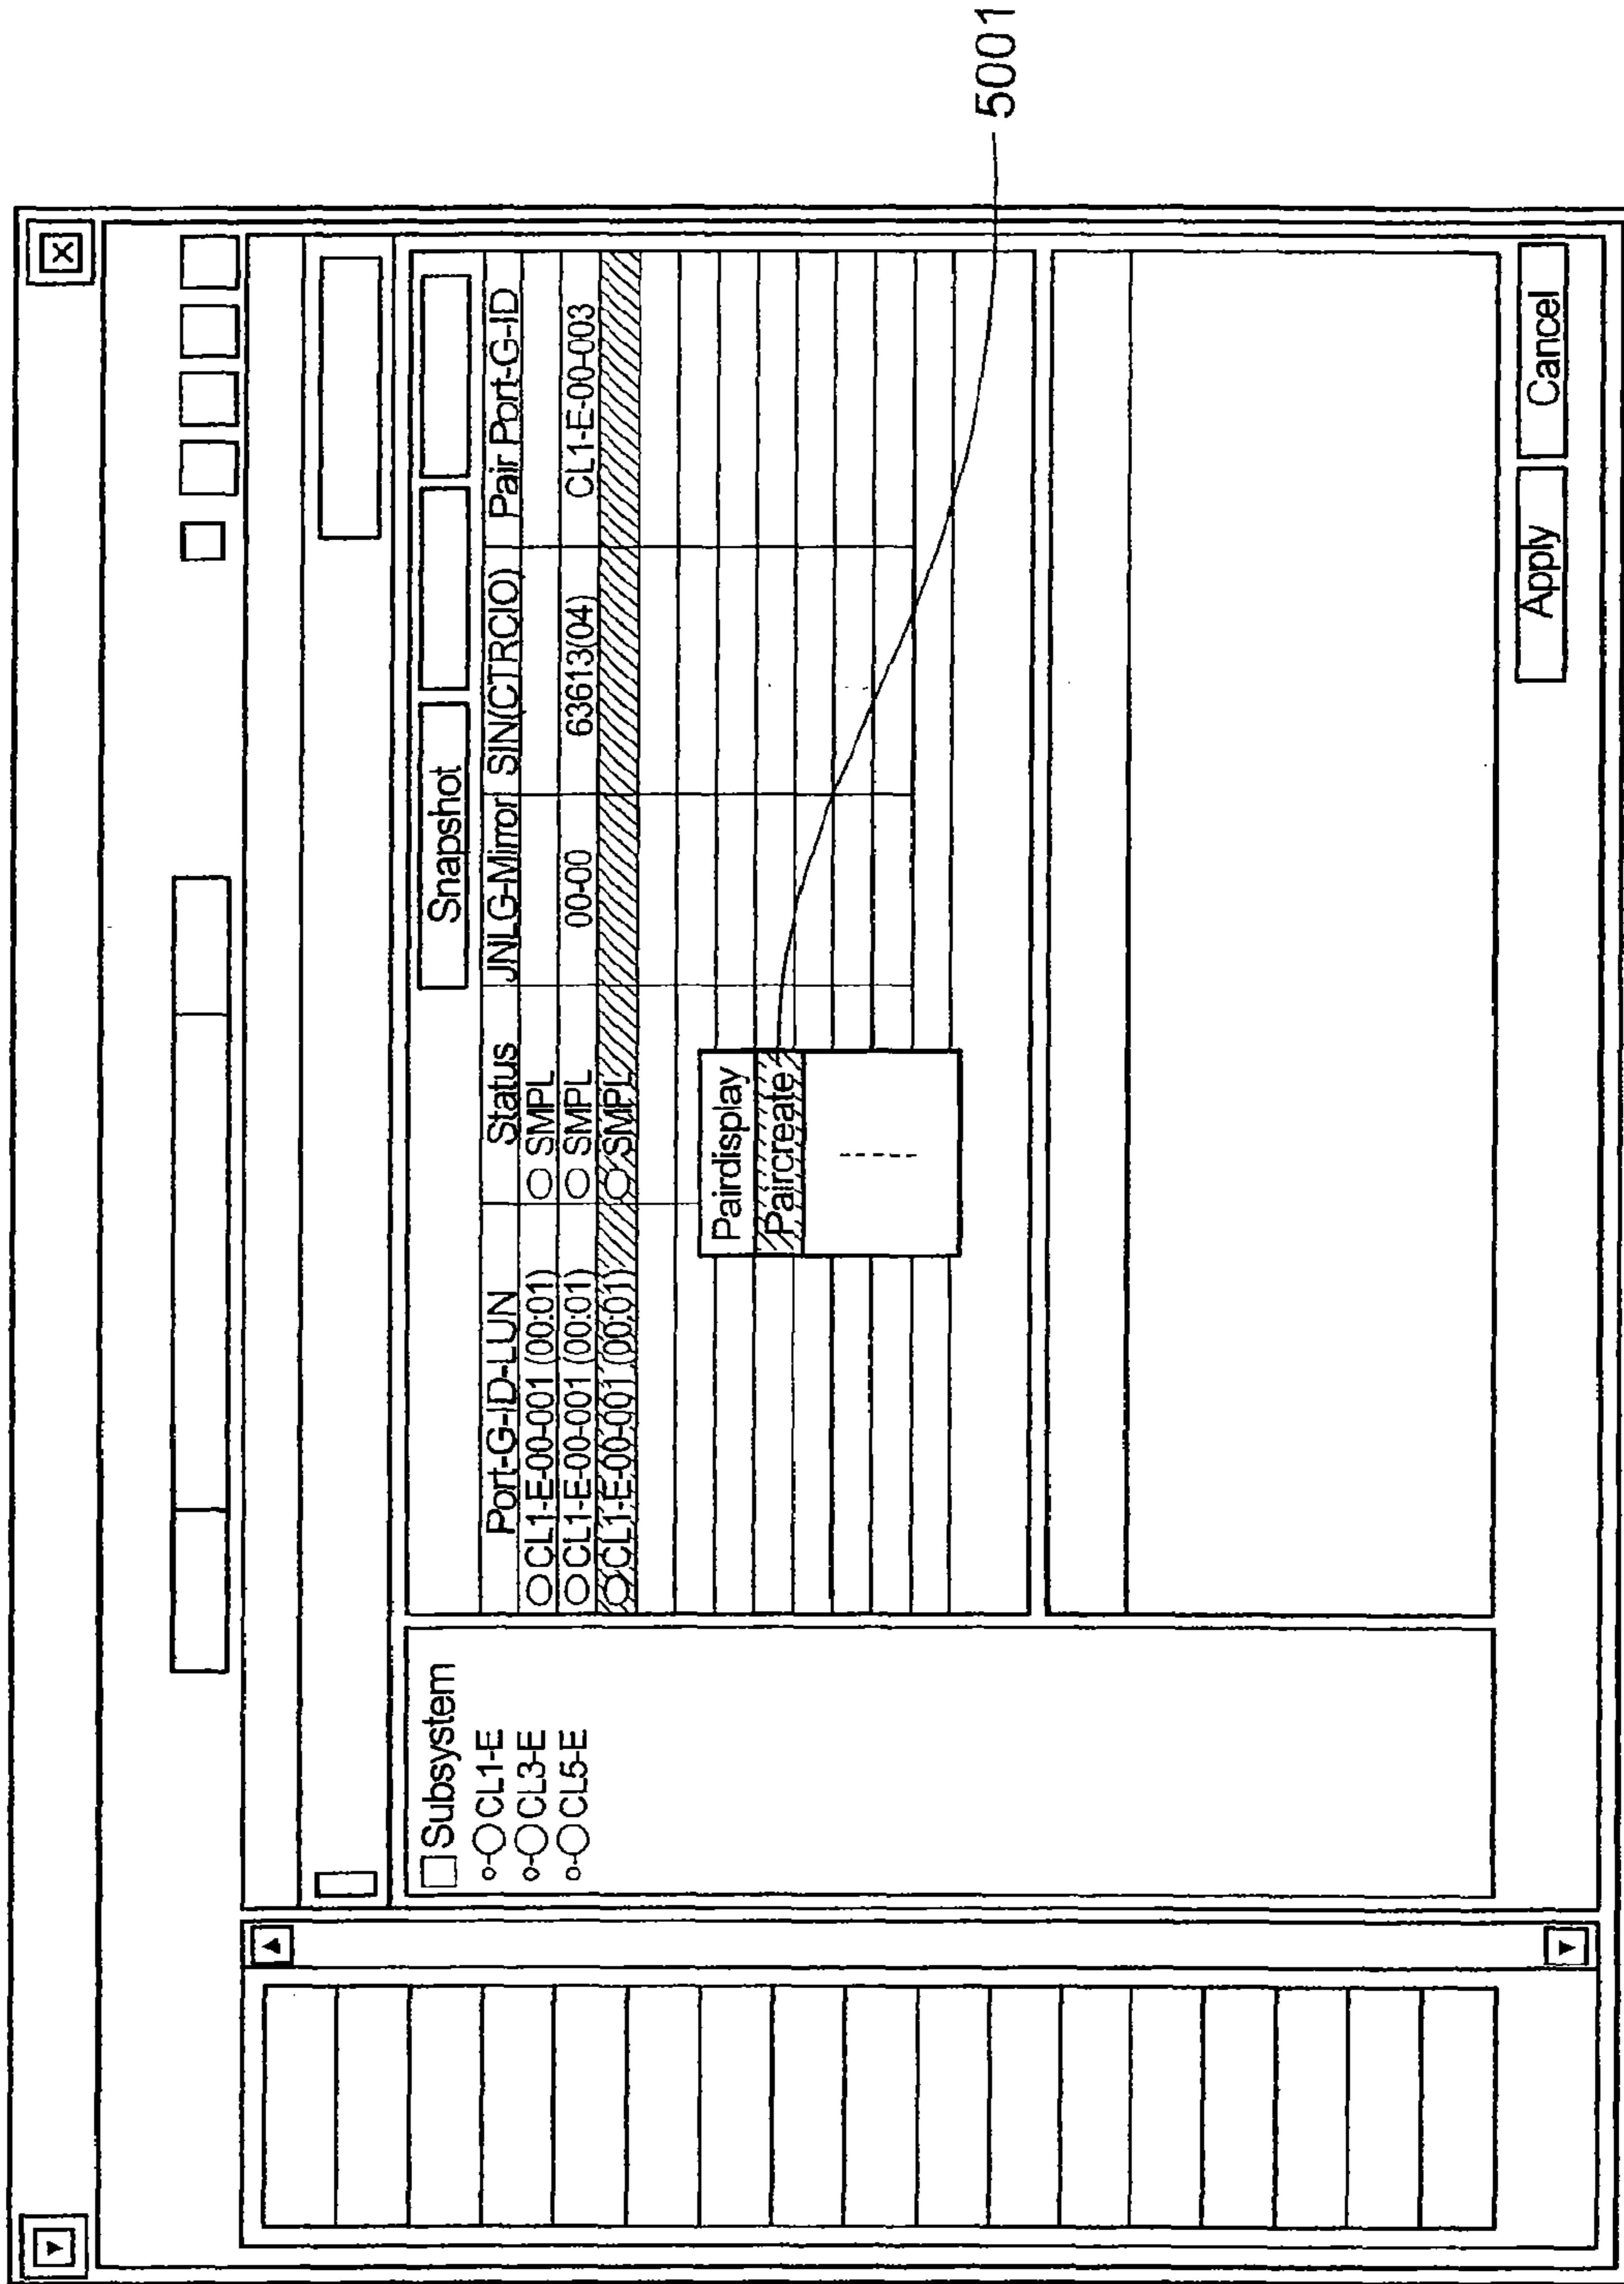 Snapshot
Subsystem
CL1-E
CL3-E
CL5-E
Port-G-ID-LUN Status JNLG-Mirror SIN(CTRCIO) Pair Port-G-ID
CL1-E-00-001 (00:01) SMPL
CL1-E-00-001 (00:01) SMPL 00-00 63613(04) CL1-E-00-003
CL1-E-00-001 (00:01) SMPL
Pairdisplay
Paircreate
5001
Apply Cancel